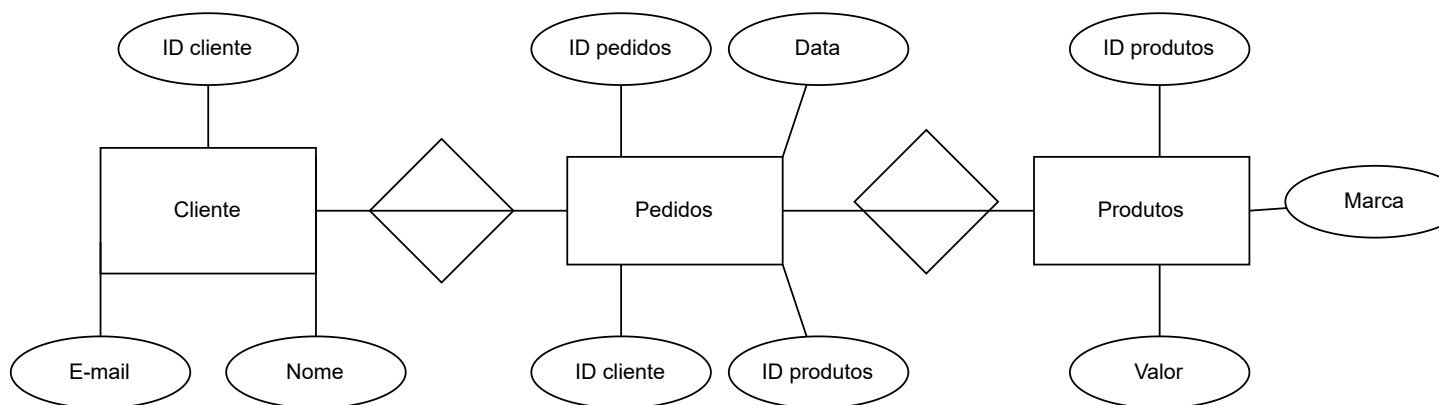 ID cliente
ID pedidos
Data
ID produtos
Cliente
Pedidos
Produtos
Marca
E-mail
Nome
ID cliente
ID produtos
Valor